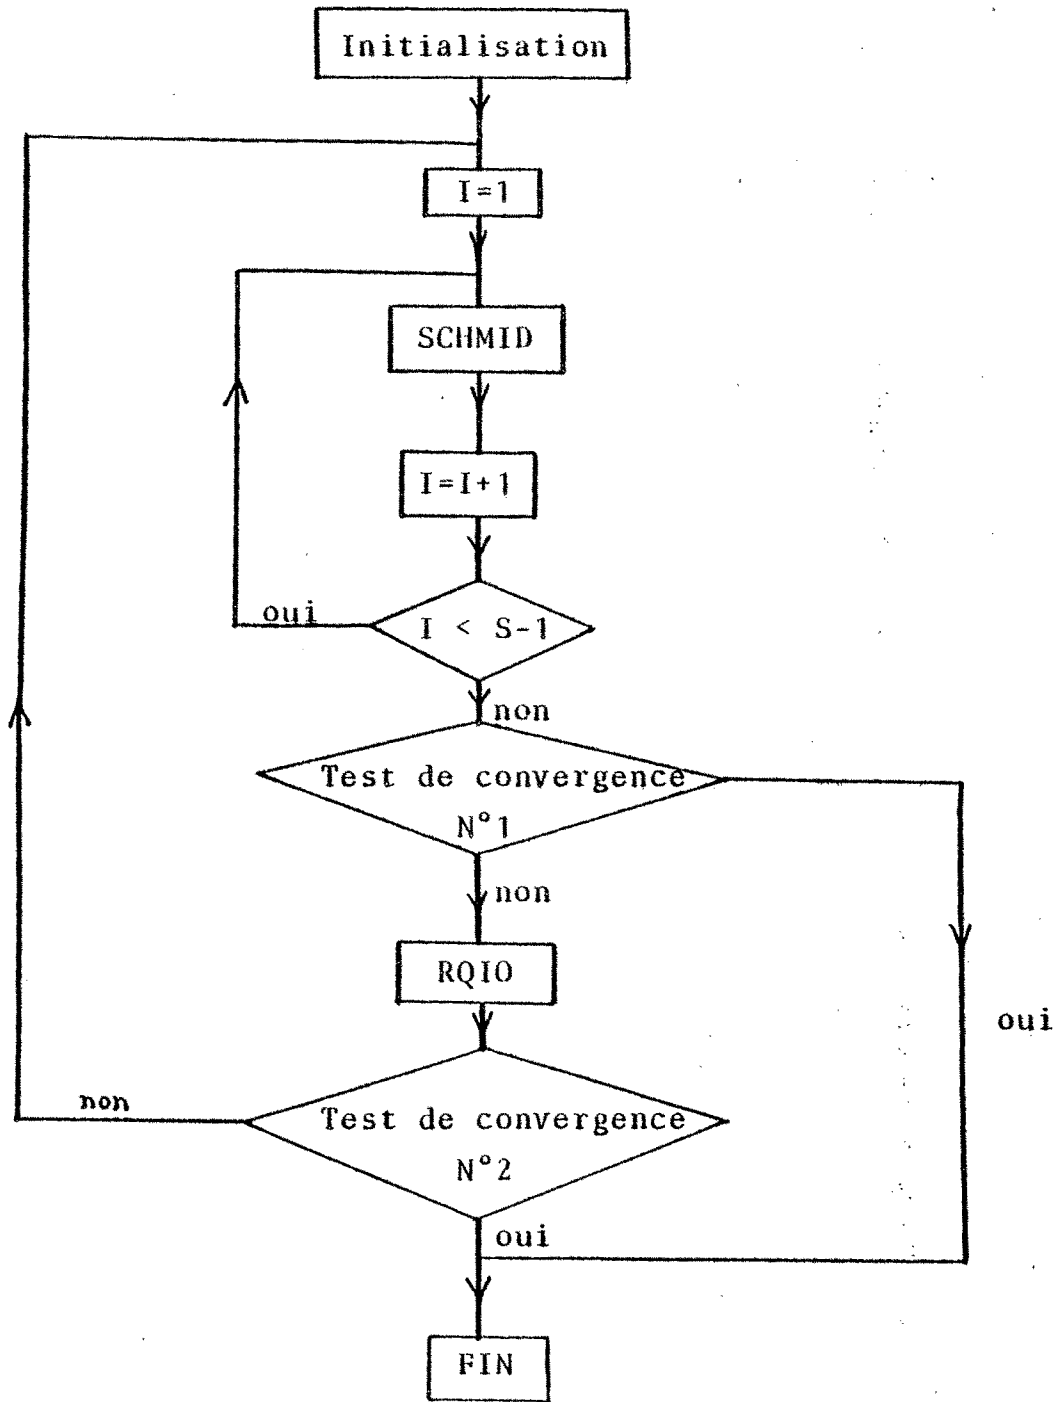 Initialisation
I=1
SCHMID
I=I+1
oui
I < S-1
non
Test de convergence
N°1
non
RQIO
oui
non
Test de convergence
N°2
oui
FIN